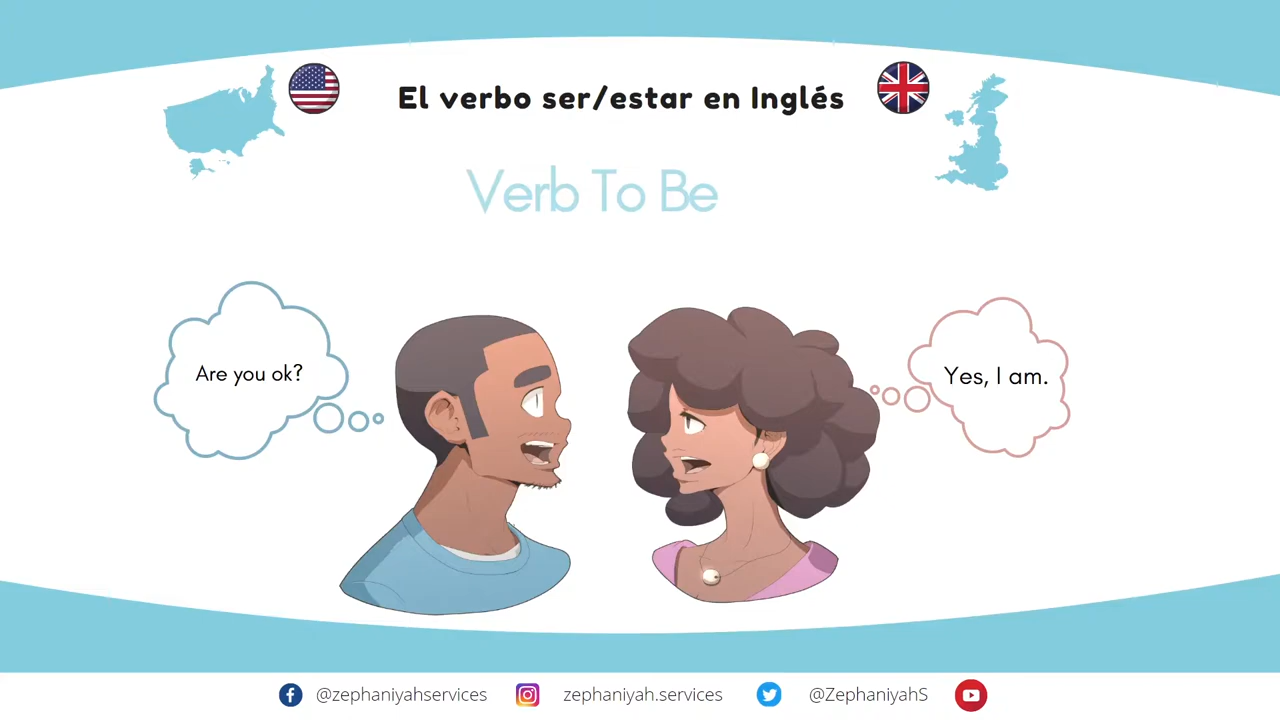 El verbo ser/estar en Inglés
Verb To Be
Are you ok?
Yes, I am.
@zephaniyahservices
zephaniyah.services
@ZephaniyahS